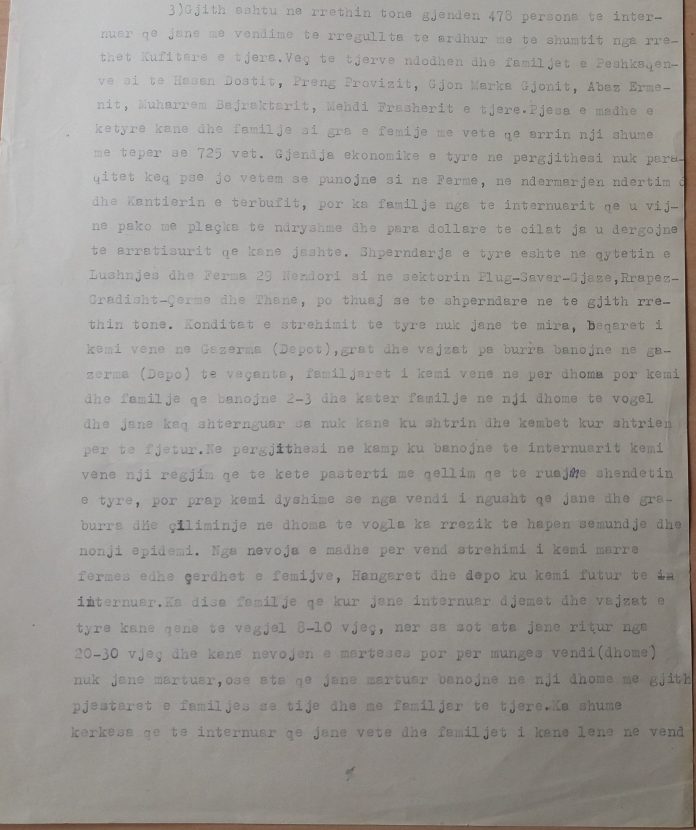 3)Gjith ashtu ne rrethin tone gjenden 478 persona te inter-
nuar qe jane me vendime te rregullta te ardhur me te shumtit nga rre-
thet Kufitare e tjera.Veç te tjerve ndodhen dhe familjet e Peshkaqen-
ve si te Hasan Dostit, Preng Provizit, Gjon Marka Gjonit, Abaz Erme-
nit, Muharrem Bajraktarit, Mehdi Frasherit e tjere.Pjesa e madhe e
ketyre kane dhe familje si gra e femije me vete qe arrin nji shume
me teper se 725 vet. Gjendja ekonomike e tyre ne pergjithesi nuk para-
qitet keq pse jo vetem se punojne si ne Ferme, ne ndermarjen ndertim
dhe Kantierin e terbufit, por ka familje nga te internuarit qe u vij-
ne pako me plaçka te ndryshme dhe para dollare te cilat ja u dergojne
te arratisurit qe kane jashte. Shperndarja e tyre eshte ne qytetin e
Lushnjes dhe Ferma 29 Nendori si ne sektorin Plug-Saver-Gjaze,Rrapez-
Gradisht-Çerme dhe Thane, po thuaj se te shperndare ne te gjith rre-
thin tone. Konditat e strehimit te tyre nuk jane te mira, beqaret i
kemi vene ne Gazerma (Depot),grat dhe vajzat pa burra banojne ne ga-
zerma (Depo) te veçanta, familjaret i kemi vene ne per dhoma por kemi
dhe familje qe banojne 2-3 dhe kater familje ne nji dhome te vogel
dhe jane kaq shternguar sa nuk kane ku shtrin dhe kembet kur shtrien
per te fjetur.Ne pergjithesi ne kamp ku banojne te internuarit kemi
vene nji regjim qe te kete pasterti me qellim qe te ruajme shendetin
e tyre, por prap kemi dyshime se nga vendi i ngusht qe jane dhe gra-
burra dhe çiliminje ne dhoma te vogla ka rrezik te hapen semundje dhe
nonji epidemi. Nga nevoja e madhe per vend strehimi i kemi marre
fermes edhe çerdhet e femijve, Hangaret dhe depo ku kemi futur te in
internuar.Ka disa familje qe kur jane internuar djemet dhe vajzat e
tyre kane qene te vegjel 8-10 vjeç, ner sa sot ata jane ritur nga
20-30 vjeç dhe kane nevojen e marteses por per munges vendi(dhome)
nuk jane martuar,ose ata qe jane martuar banojne ne nji dhome me gjith
pjestaret e familjes se tije dhe me familjar te tjere.Ka shume
kerkesa qe te internuar qe jane vete dhe familjet i kane lene ne vend